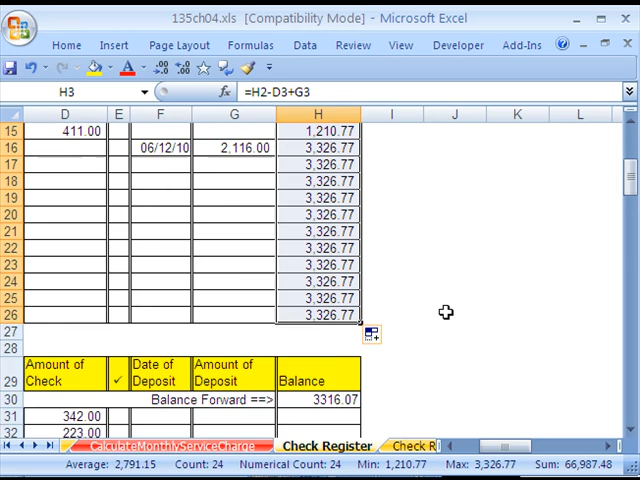 135ch04.xls [Compatibility Mode] - Microsoft Excel
Home Insert Page Layout Formulas Data Review View Developer Add-Ins
H3 fx =H2-D3+G3
D E F G H I J K L
15 411.00 1,210.77
16 06/12/10 2,116.00 3,326.77
17 3,326.77
18 3,326.77
19 3,326.77
20 3,326.77
21 3,326.77
22 3,326.77
23 3,326.77
24 3,326.77
25 3,326.77
26 3,326.77
27
28
Amount of Date of Amount of
29 Check ✓ Deposit Deposit Balance
30 Balance Forward ==> 3316.07
31 342.00
32 223.00
CalculateMonthlyServiceCharge Check Register Check R
Average: 2,791.15 Count: 24 Numerical Count: 24 Min: 1,210.77 Max: 3,326.77 Sum: 66,987.48